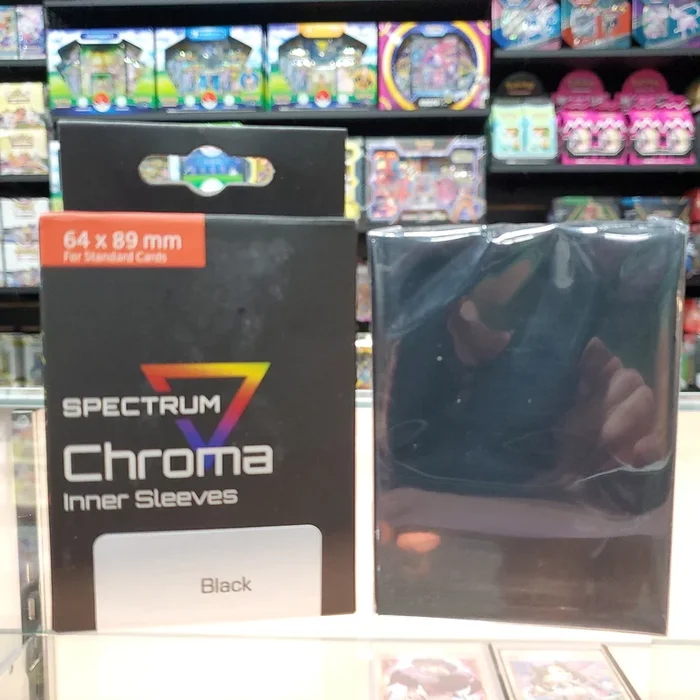 64 x 89 mm
For Standard Cards
SPECTRUM
Chroma
Inner Sleeves
Black